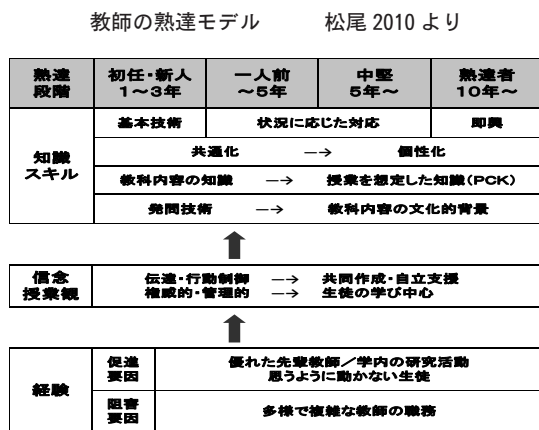 教師の熟達モデル 松尾 2010 より
熟達段階 初任・新人 1～3年 一人前 ～5年 中堅 5年～ 熟達者 10年～
知識スキル
基本技術 状況に応じた対応 即興
共通化 ―→ 個性化
教科内容の知識 ―→ 授業を想定した知識（PCK）
発問技術 ―→ 教科内容の文化的背景
信念授業観
伝達・行動制御 ―→ 共同作成・自立支援
権威的・管理的 ―→ 生徒の学び中心
経験
促進要因
優れた先輩教師／学内の研究活動
思うように動かない生徒
阻害要因
多様で複雑な教師の職務